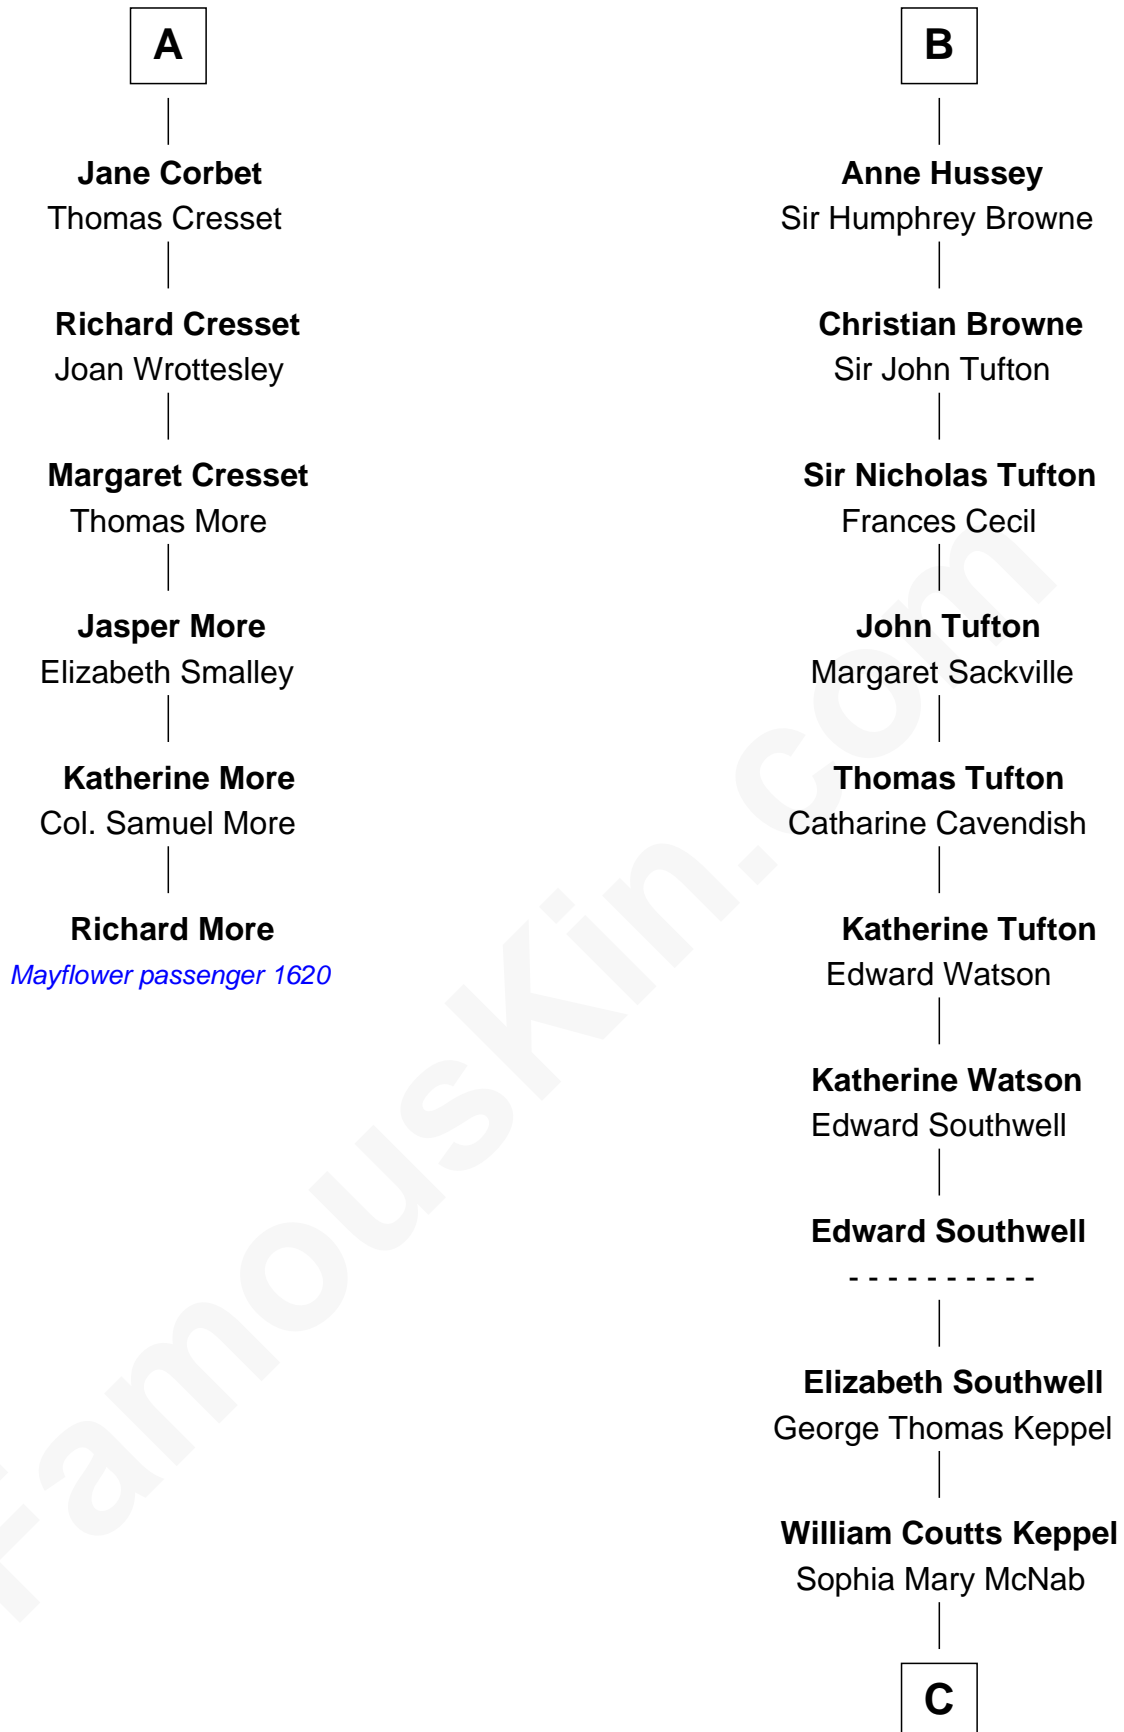 A
Jane Corbet
Thomas Cresset
Richard Cresset
Joan Wrottesley
Margaret Cresset
Thomas More
Jasper More
Elizabeth Smalley
Katherine More
Col. Samuel More
Richard More
Mayflower passenger 1620
B
Anne Hussey
Sir Humphrey Browne
Christian Browne
Sir John Tufton
Sir Nicholas Tufton
Frances Cecil
John Tufton
Margaret Sackville
Thomas Tufton
Catharine Cavendish
Katherine Tufton
Edward Watson
Katherine Watson
Edward Southwell
Edward Southwell
- - - - - - - - - -
Elizabeth Southwell
George Thomas Keppel
William Coutts Keppel
Sophia Mary McNab
C
FamousKin.com